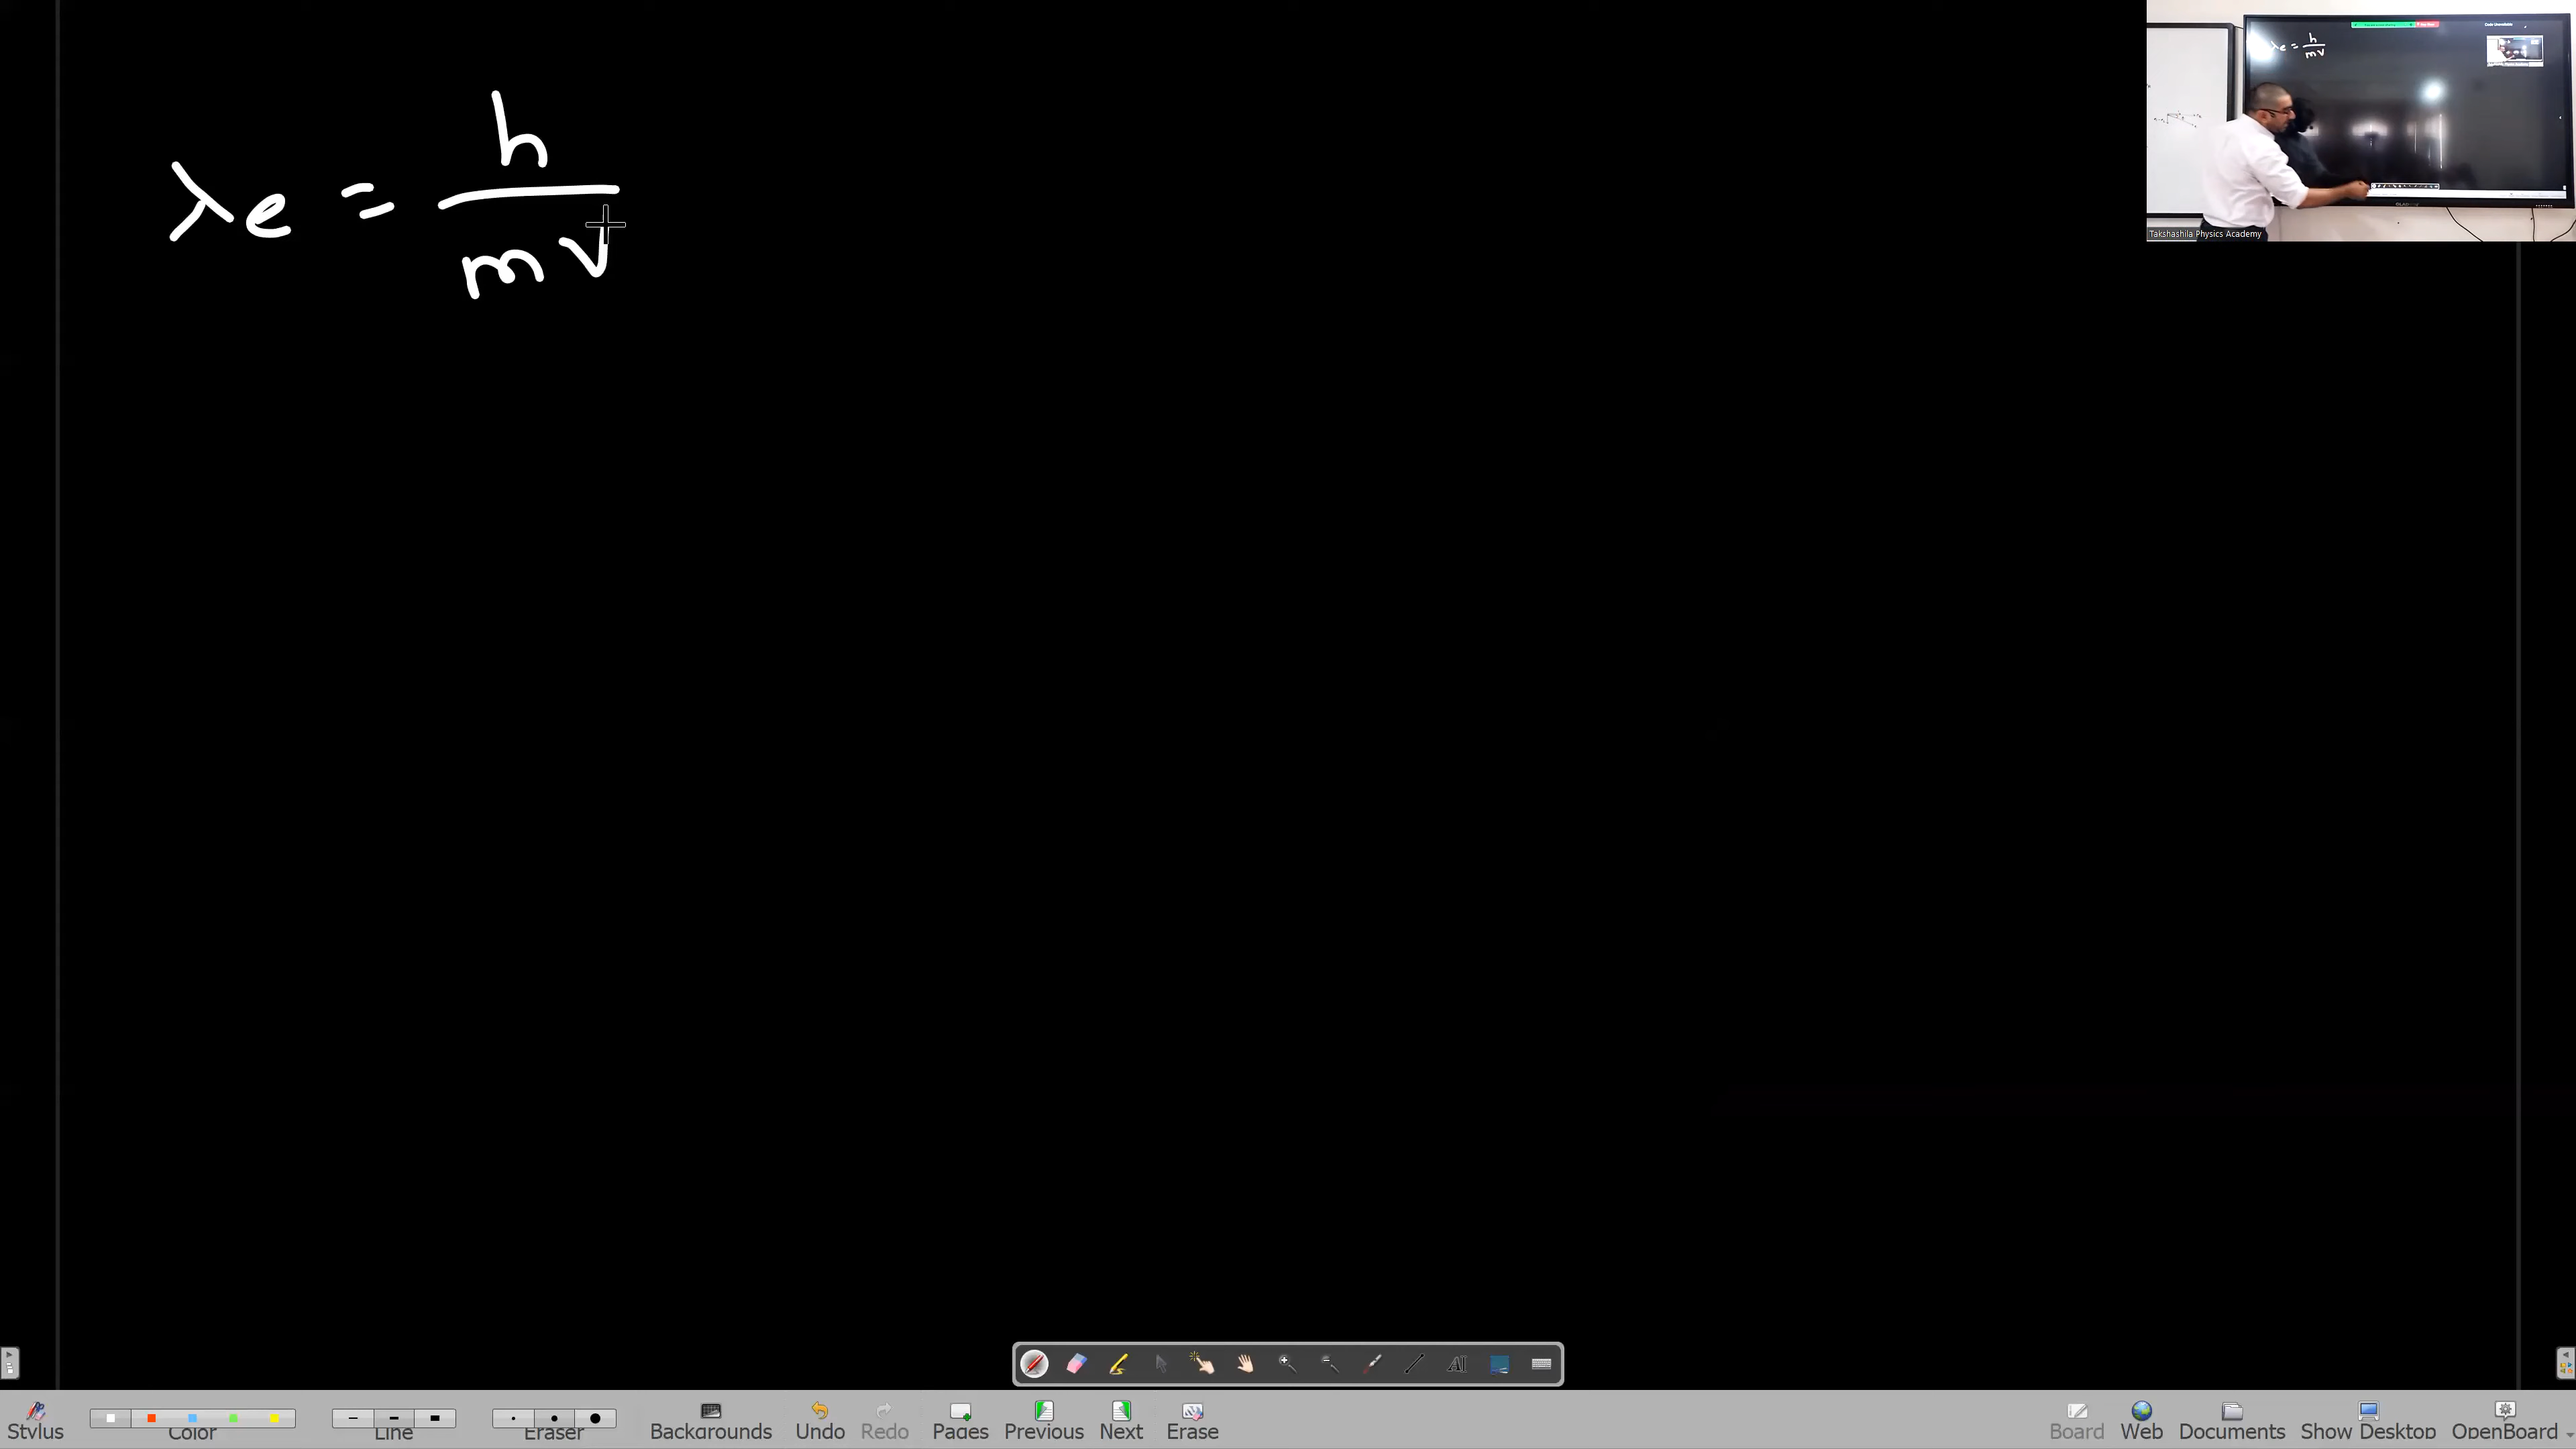 λe = h/mv
Takshashila Physics Academy
Stylus
Color
Line
Eraser
Backgrounds
Undo
Redo
Pages
Previous
Next
Erase
Board
Web
Documents
Show Desktop
OpenBoard